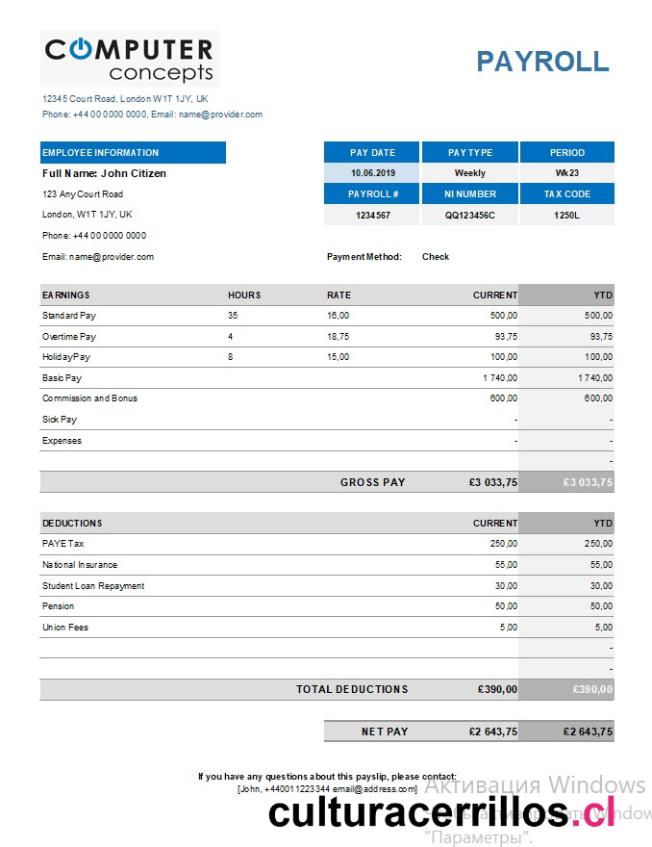 COMPUTER
concepts
PAYROLL
12345 Court Road, London W1T 1JY, UK
Phone: +44 00 0000 0000, Email: name@provider.com
EMPLOYEE INFORMATION
PAY DATE PAY TYPE PERIOD
Full Name: John Citizen
10.06.2019 Weekly Wk23
123 Any Court Road
PAYROLL # NI NUMBER TAX CODE
London, W1T 1JY, UK
1234567 QQ123456C 1250L
Phone: +44 00 0000 0000
Email: name@provider.com
Payment Method: Check
EARNINGS HOURS RATE CURRENT YTD
Standard Pay 35 16,00 500,00 500,00
Overtime Pay 4 18,75 93,75 93,75
Holiday Pay 8 15,00 100,00 100,00
Basic Pay 1 740,00 1 740,00
Commission and Bonus 600,00 600,00
Sick Pay - -
Expenses - -
-
GROSS PAY £3 033,75 £3 033,75
DEDUCTIONS CURRENT YTD
PAYE Tax 250,00 250,00
National Insurance 55,00 55,00
Student Loan Repayment 30,00 30,00
Pension 50,00 50,00
Union Fees 5,00 5,00
-
-
TOTAL DEDUCTIONS £390,00 £390,00
NET PAY £2 643,75 £2 643,75
If you have any questions about this payslip, please contact:
[John, +440011223344 email@address.com]
Активация Windows
culturacerrillos.cl
"Параметры".